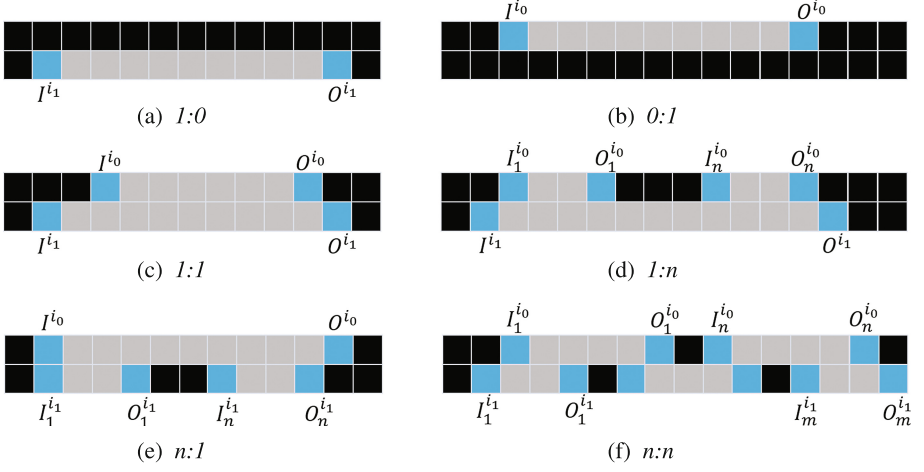 I^{i_0} O^{i_0}
I^{i_1} O^{i_1}
(a) 1:0 (b) 0:1
I^{i_0} O^{i_0} I_1^{i_0} O_1^{i_0} I_n^{i_0} O_n^{i_0}
I^{i_1} O^{i_1} I^{i_1} O^{i_1}
(c) 1:1 (d) 1:n
I^{i_0} O^{i_0} I_1^{i_0} O_1^{i_0} I_n^{i_0} O_n^{i_0}
I_1^{i_1} O_1^{i_1} I_n^{i_1} O_n^{i_1} I_1^{i_1} O_1^{i_1} I_m^{i_1} O_m^{i_1}
(e) n:1 (f) n:n